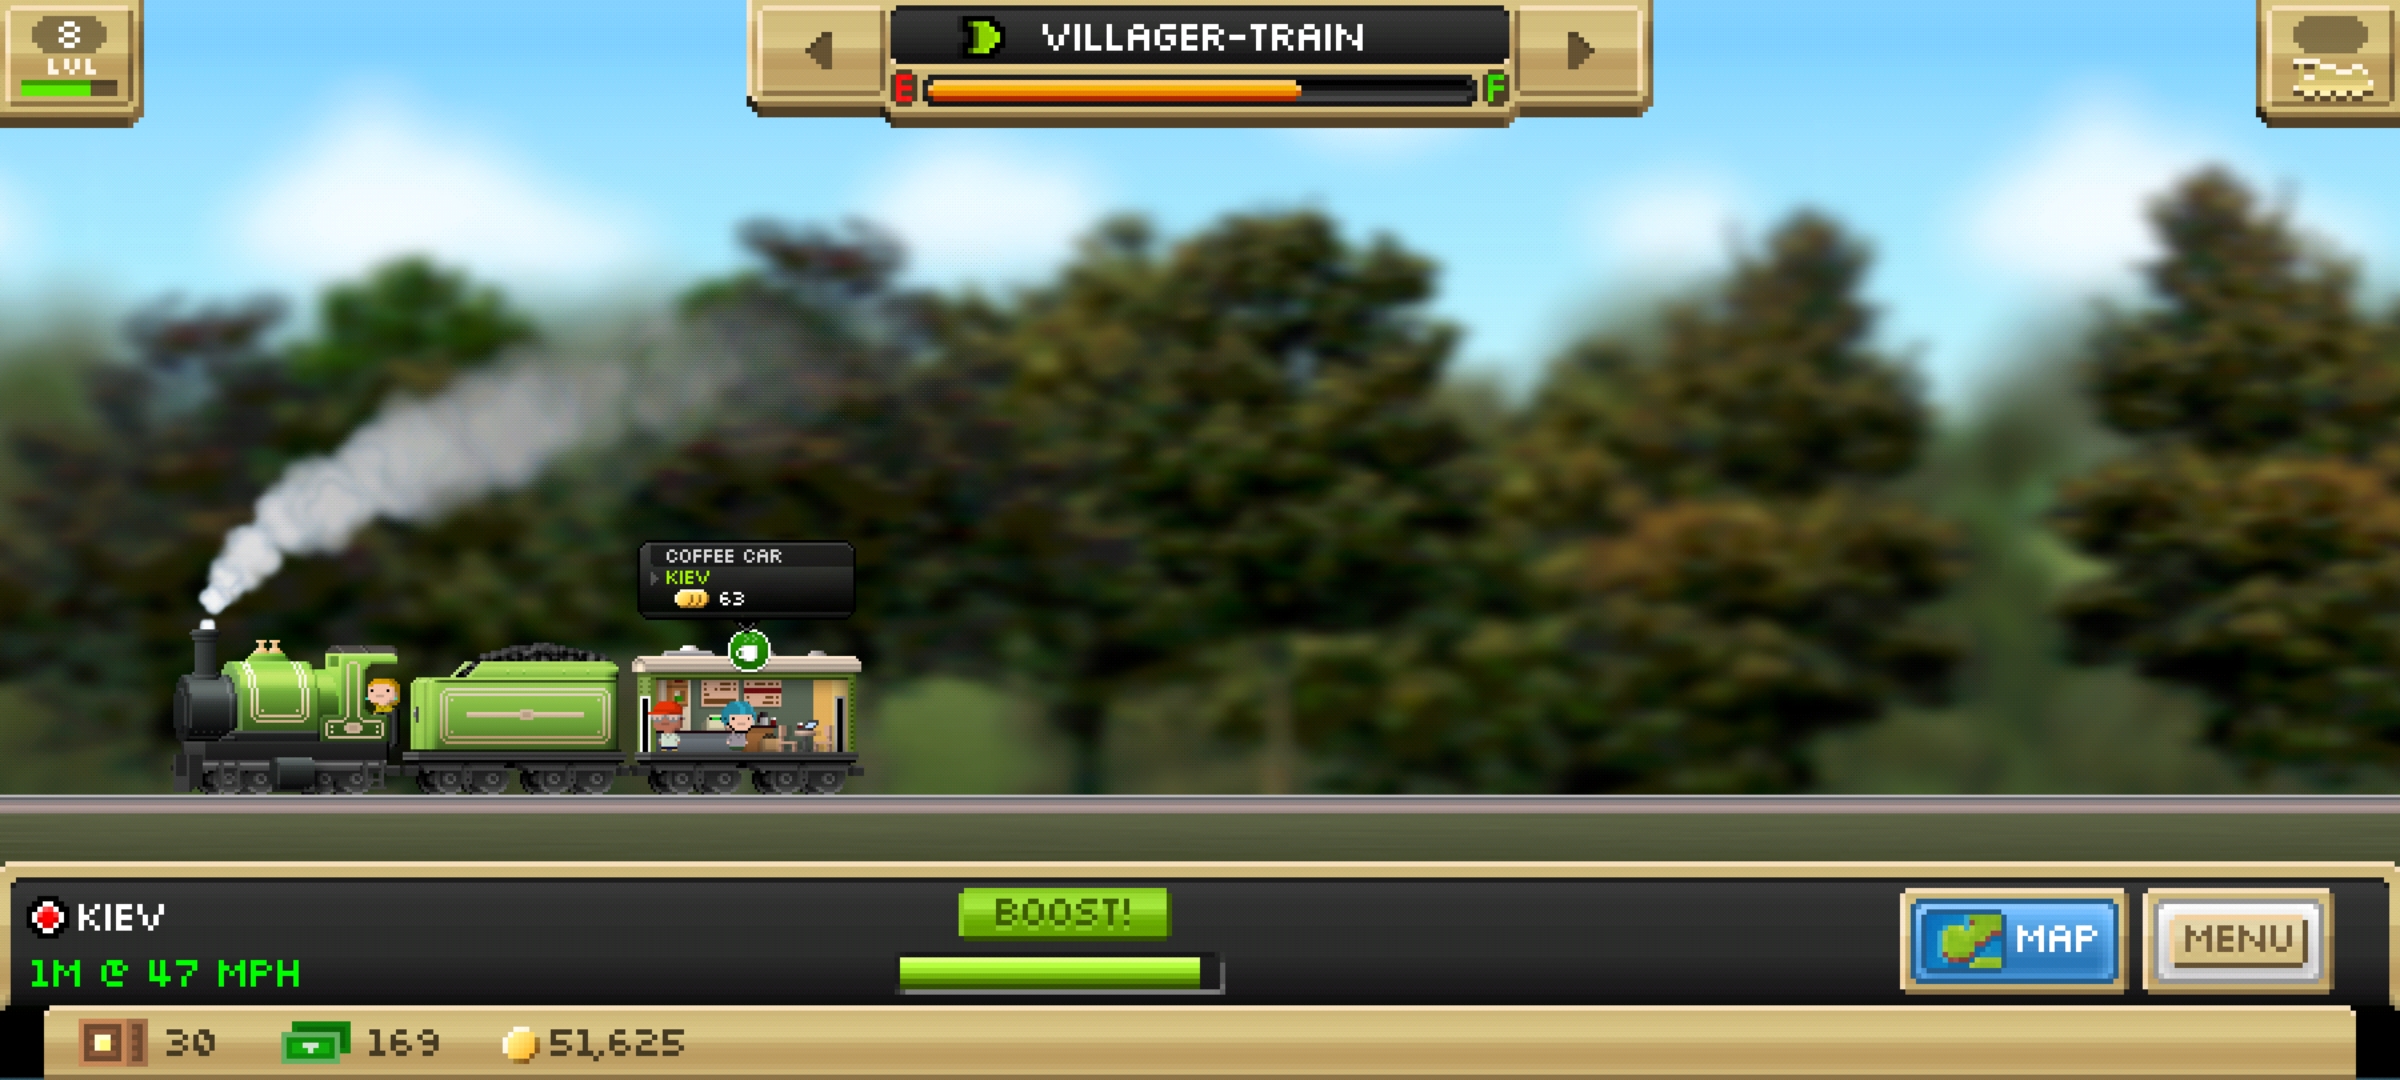 8
LVL
VILLAGER-TRAIN
E F
COFFEE CAR
KIEV
63
KIEV
1M @ 47 MPH
BOOST!
MAP
MENU
30 169 51,625